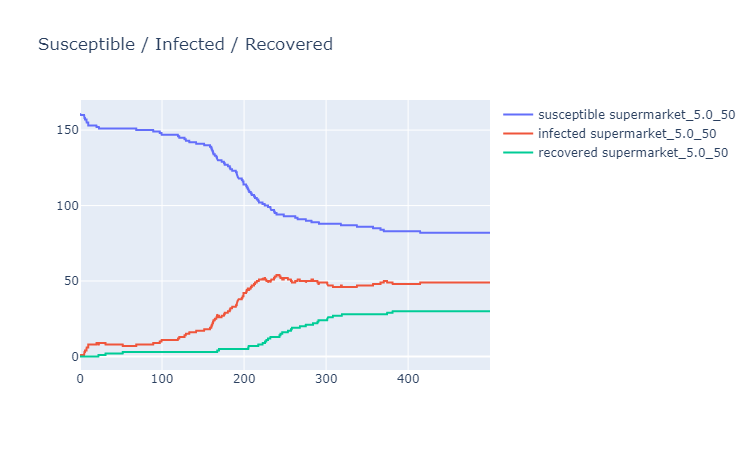 Susceptible / Infected / Recovered
susceptible supermarket_5.0_50
infected supermarket_5.0_50
recovered supermarket_5.0_50
150
100
50
0
0 100 200 300 400